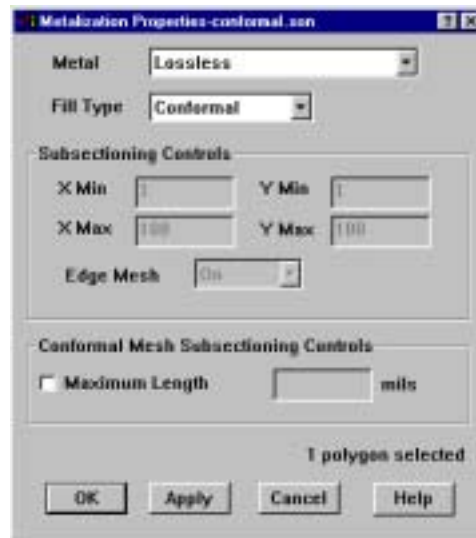 Metalization Properties-conformal.son
Metal Lossless
Fill Type Conformal
Subsectioning Controls
X Min 1 Y Min 1
X Max 100 Y Max 100
Edge Mesh On
Conformal Mesh Subsectioning Controls
Maximum Length mils
1 polygon selected
OK Apply Cancel Help